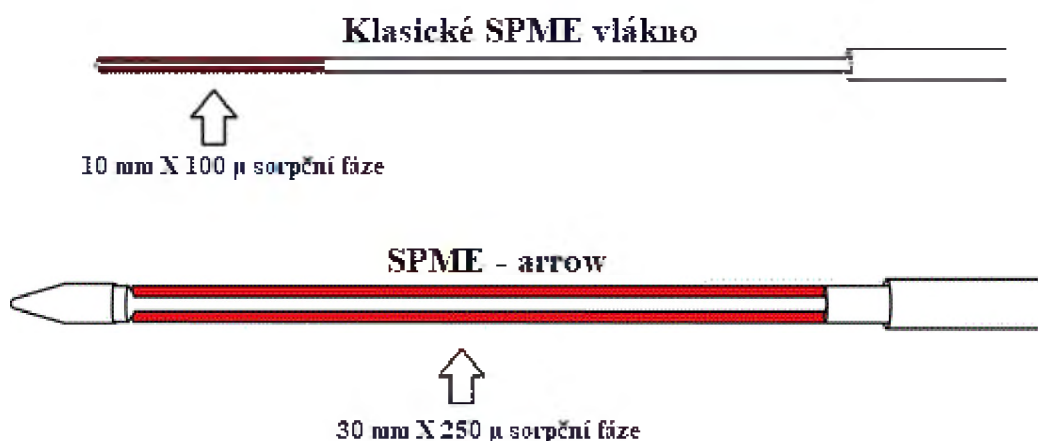 Klasické SPME vlákno
10 mm X 100 µ sorpční fáze
SPME - arrow
30 mm X 250 µ sorpční fáze